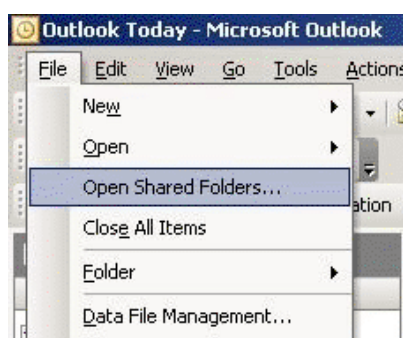 Outlook Today - Microsoft Outlook
File Edit View Go Tools Actions
New
Open
Open Shared Folders...
ation
Close All Items
Folder
Data File Management...